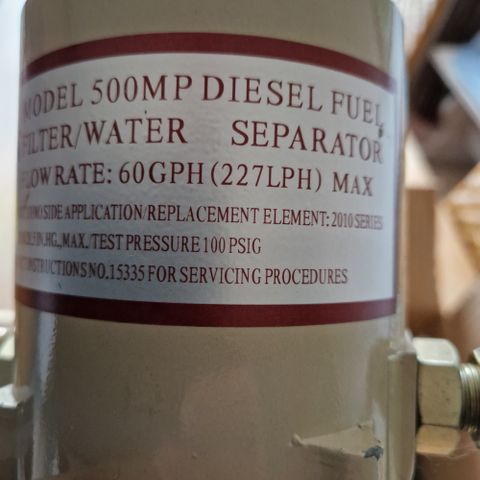 MODEL 500MP DIESEL FUEL
FILTER/WATER SEPARATOR
FLOW RATE: 60GPH (227LPH) MAX
SIDE APPLICATION/REPLACEMENT ELEMENT: 2010 SERIES
IN.HG.,MAX./TEST PRESSURE 100 PSIG
INSTRUCTIONS NO.15335 FOR SERVICING PROCEDURES